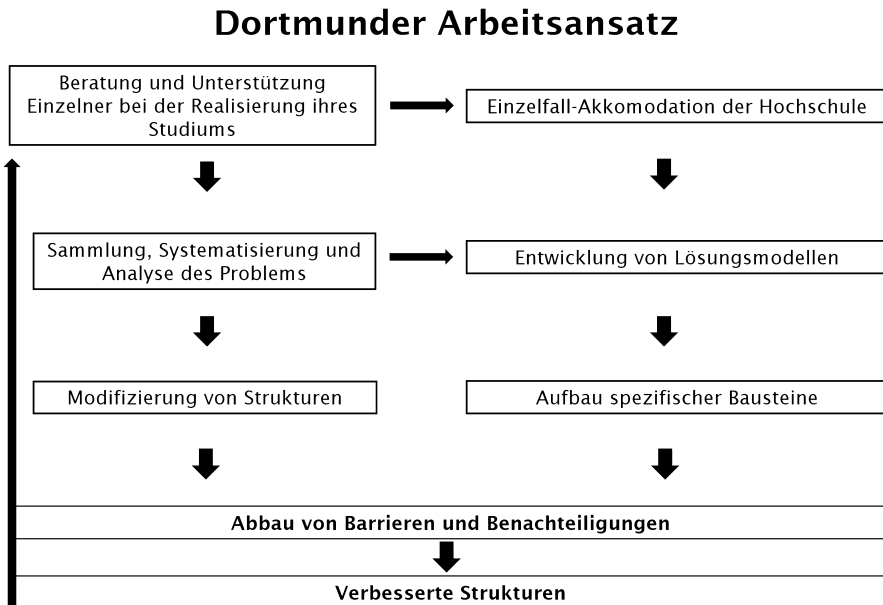 Dortmunder Arbeitsansatz
Beratung und Unterstützung
Einzelner bei der Realisierung ihres
Studiums
Einzelfall-Akkomodation der Hochschule
Sammlung, Systematisierung und
Analyse des Problems
Entwicklung von Lösungsmodellen
Modifizierung von Strukturen
Aufbau spezifischer Bausteine
Abbau von Barrieren und Benachteiligungen
Verbesserte Strukturen